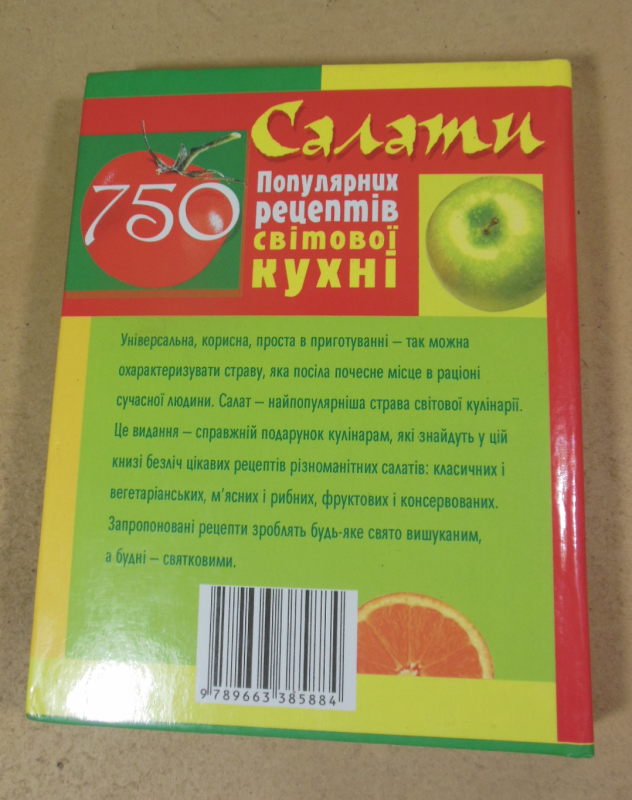 Салати
750
Популярних
рецептів
світової
кухні
Універсальна, корисна, проста в приготуванні – так можна
охарактеризувати страву, яка посіла почесне місце в раціоні
сучасної людини. Салат – найпопулярніша страва світової кулінарії.
Це видання – справжній подарунок кулінарам, які знайдуть у цій
книзі безліч цікавих рецептів різноманітних салатів: класичних і
вегетаріанських, м'ясних і рибних, фруктових і консервованих.
Запропоновані рецепти зроблять будь-яке свято вишуканим,
а будні – святковими.
9 789663 385884